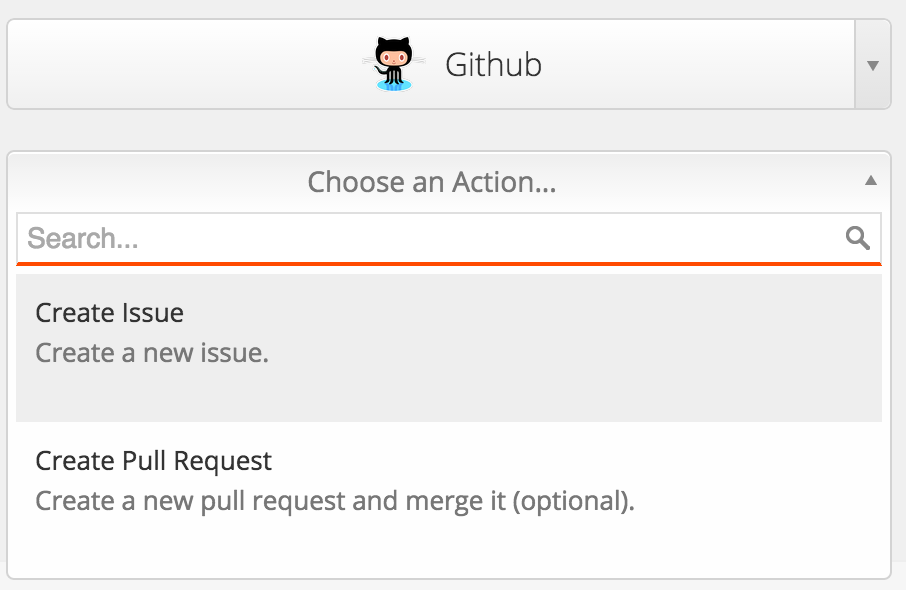 Github
Choose an Action...
Search...
Create Issue
Create a new issue.
Create Pull Request
Create a new pull request and merge it (optional).